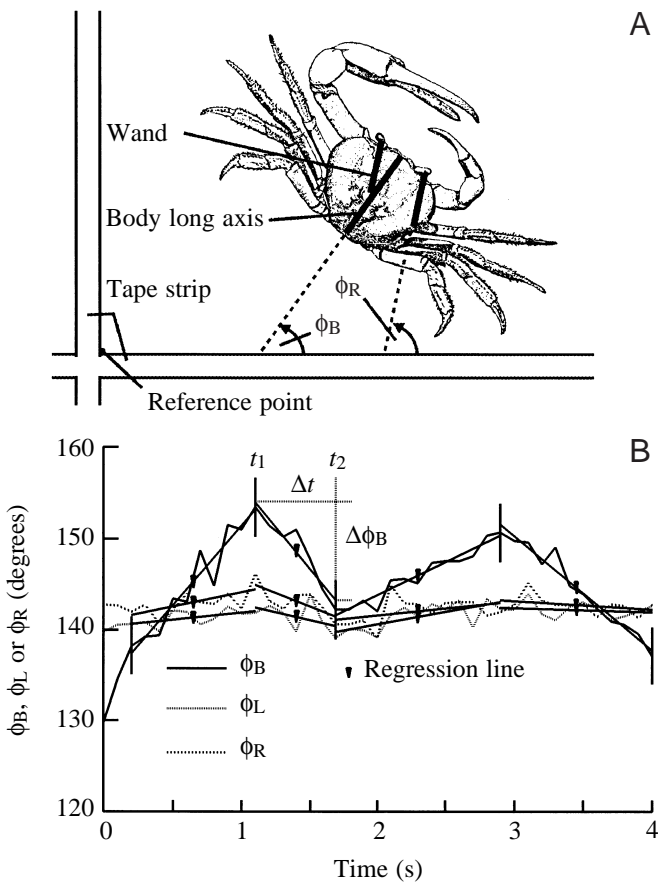 A
Wand
Body long axis
Tape strip
ϕR
ϕB
Reference point
B
160
150
140
130
120
t1
t2
Δt
ΔϕB
ϕB
ϕL
ϕR
Regression line
0
1
2
3
4
Time (s)
ϕB, ϕL or ϕR (degrees)